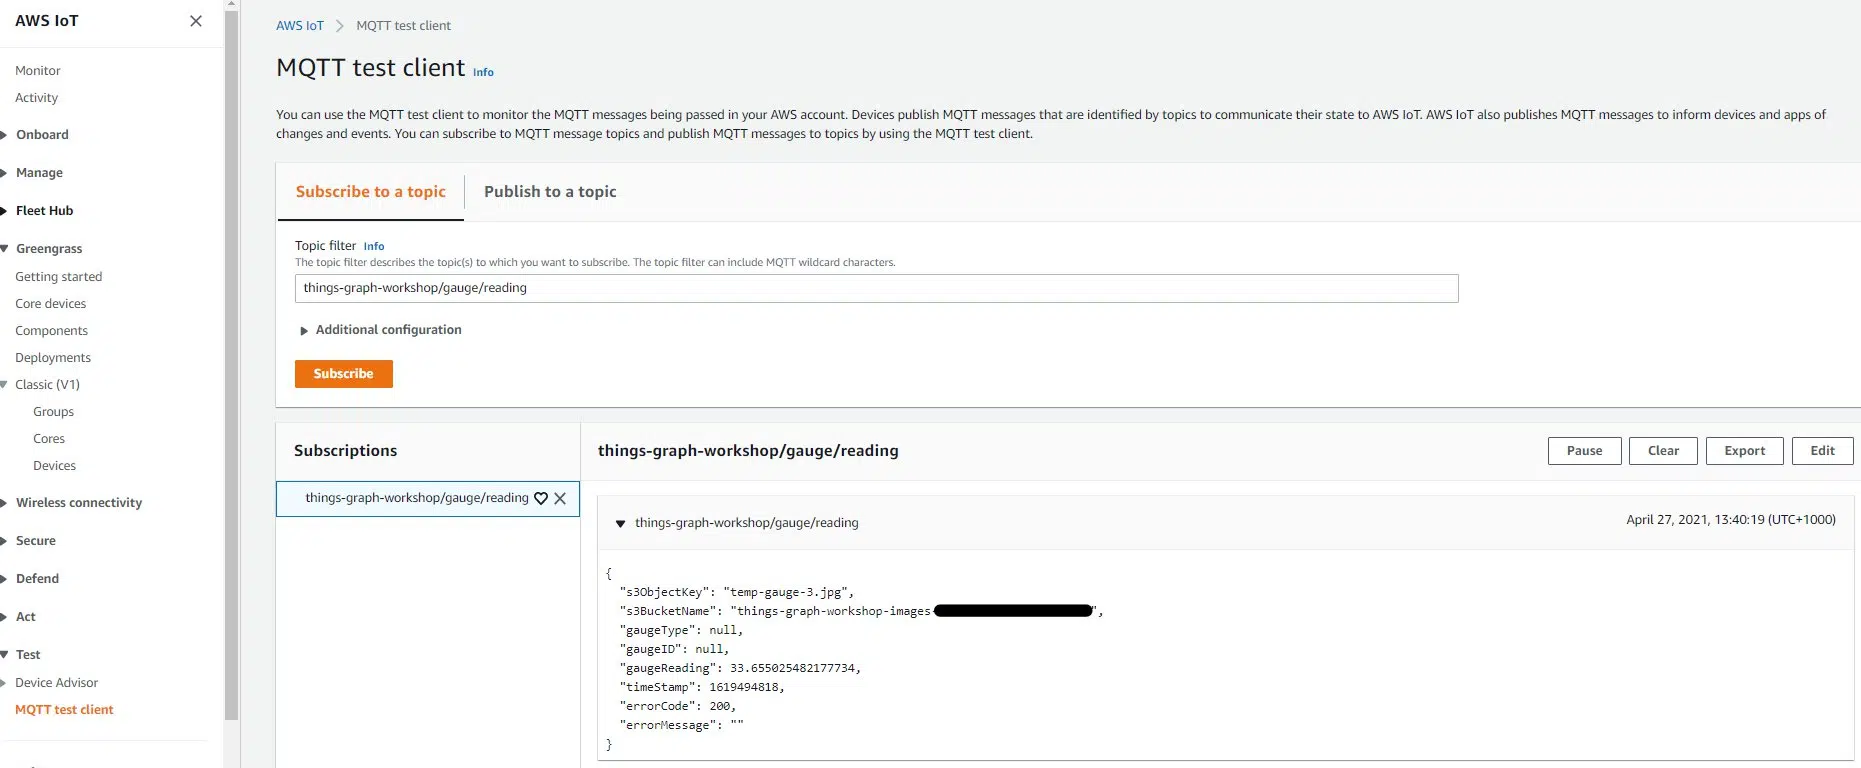 AWS IoT
Monitor
Activity
Onboard
Manage
Fleet Hub
Greengrass
Getting started
Core devices
Components
Deployments
Classic (V1)
Groups
Cores
Devices
Wireless connectivity
Secure
Defend
Act
Test
Device Advisor
MQTT test client
AWS IoT MQTT test client
MQTT test client Info
You can use the MQTT test client to monitor the MQTT messages being passed in your AWS account. Devices publish MQTT messages that are identified by topics to communicate their state to AWS IoT. AWS IoT also publishes MQTT messages to inform devices and apps of
changes and events. You can subscribe to MQTT message topics and publish MQTT messages to topics by using the MQTT test client.
Subscribe to a topic Publish to a topic
Topic filter Info
The topic filter describes the topic(s) to which you want to subscribe. The topic filter can include MQTT wildcard characters.
things-graph-workshop/gauge/reading
Additional configuration
Subscribe
Subscriptions
things-graph-workshop/gauge/reading
things-graph-workshop/gauge/reading Pause Clear Export Edit
things-graph-workshop/gauge/reading April 27, 2021, 13:40:19 (UTC+1000)
{
"s3ObjectKey": "temp-gauge-3.jpg",
"s3BucketName": "things-graph-workshop-images-",
"gaugeType": null,
"gaugeID": null,
"gaugeReading": 33.655025482177734,
"timeStamp": 1619494818,
"errorCode": 200,
"errorMessage": ""
}